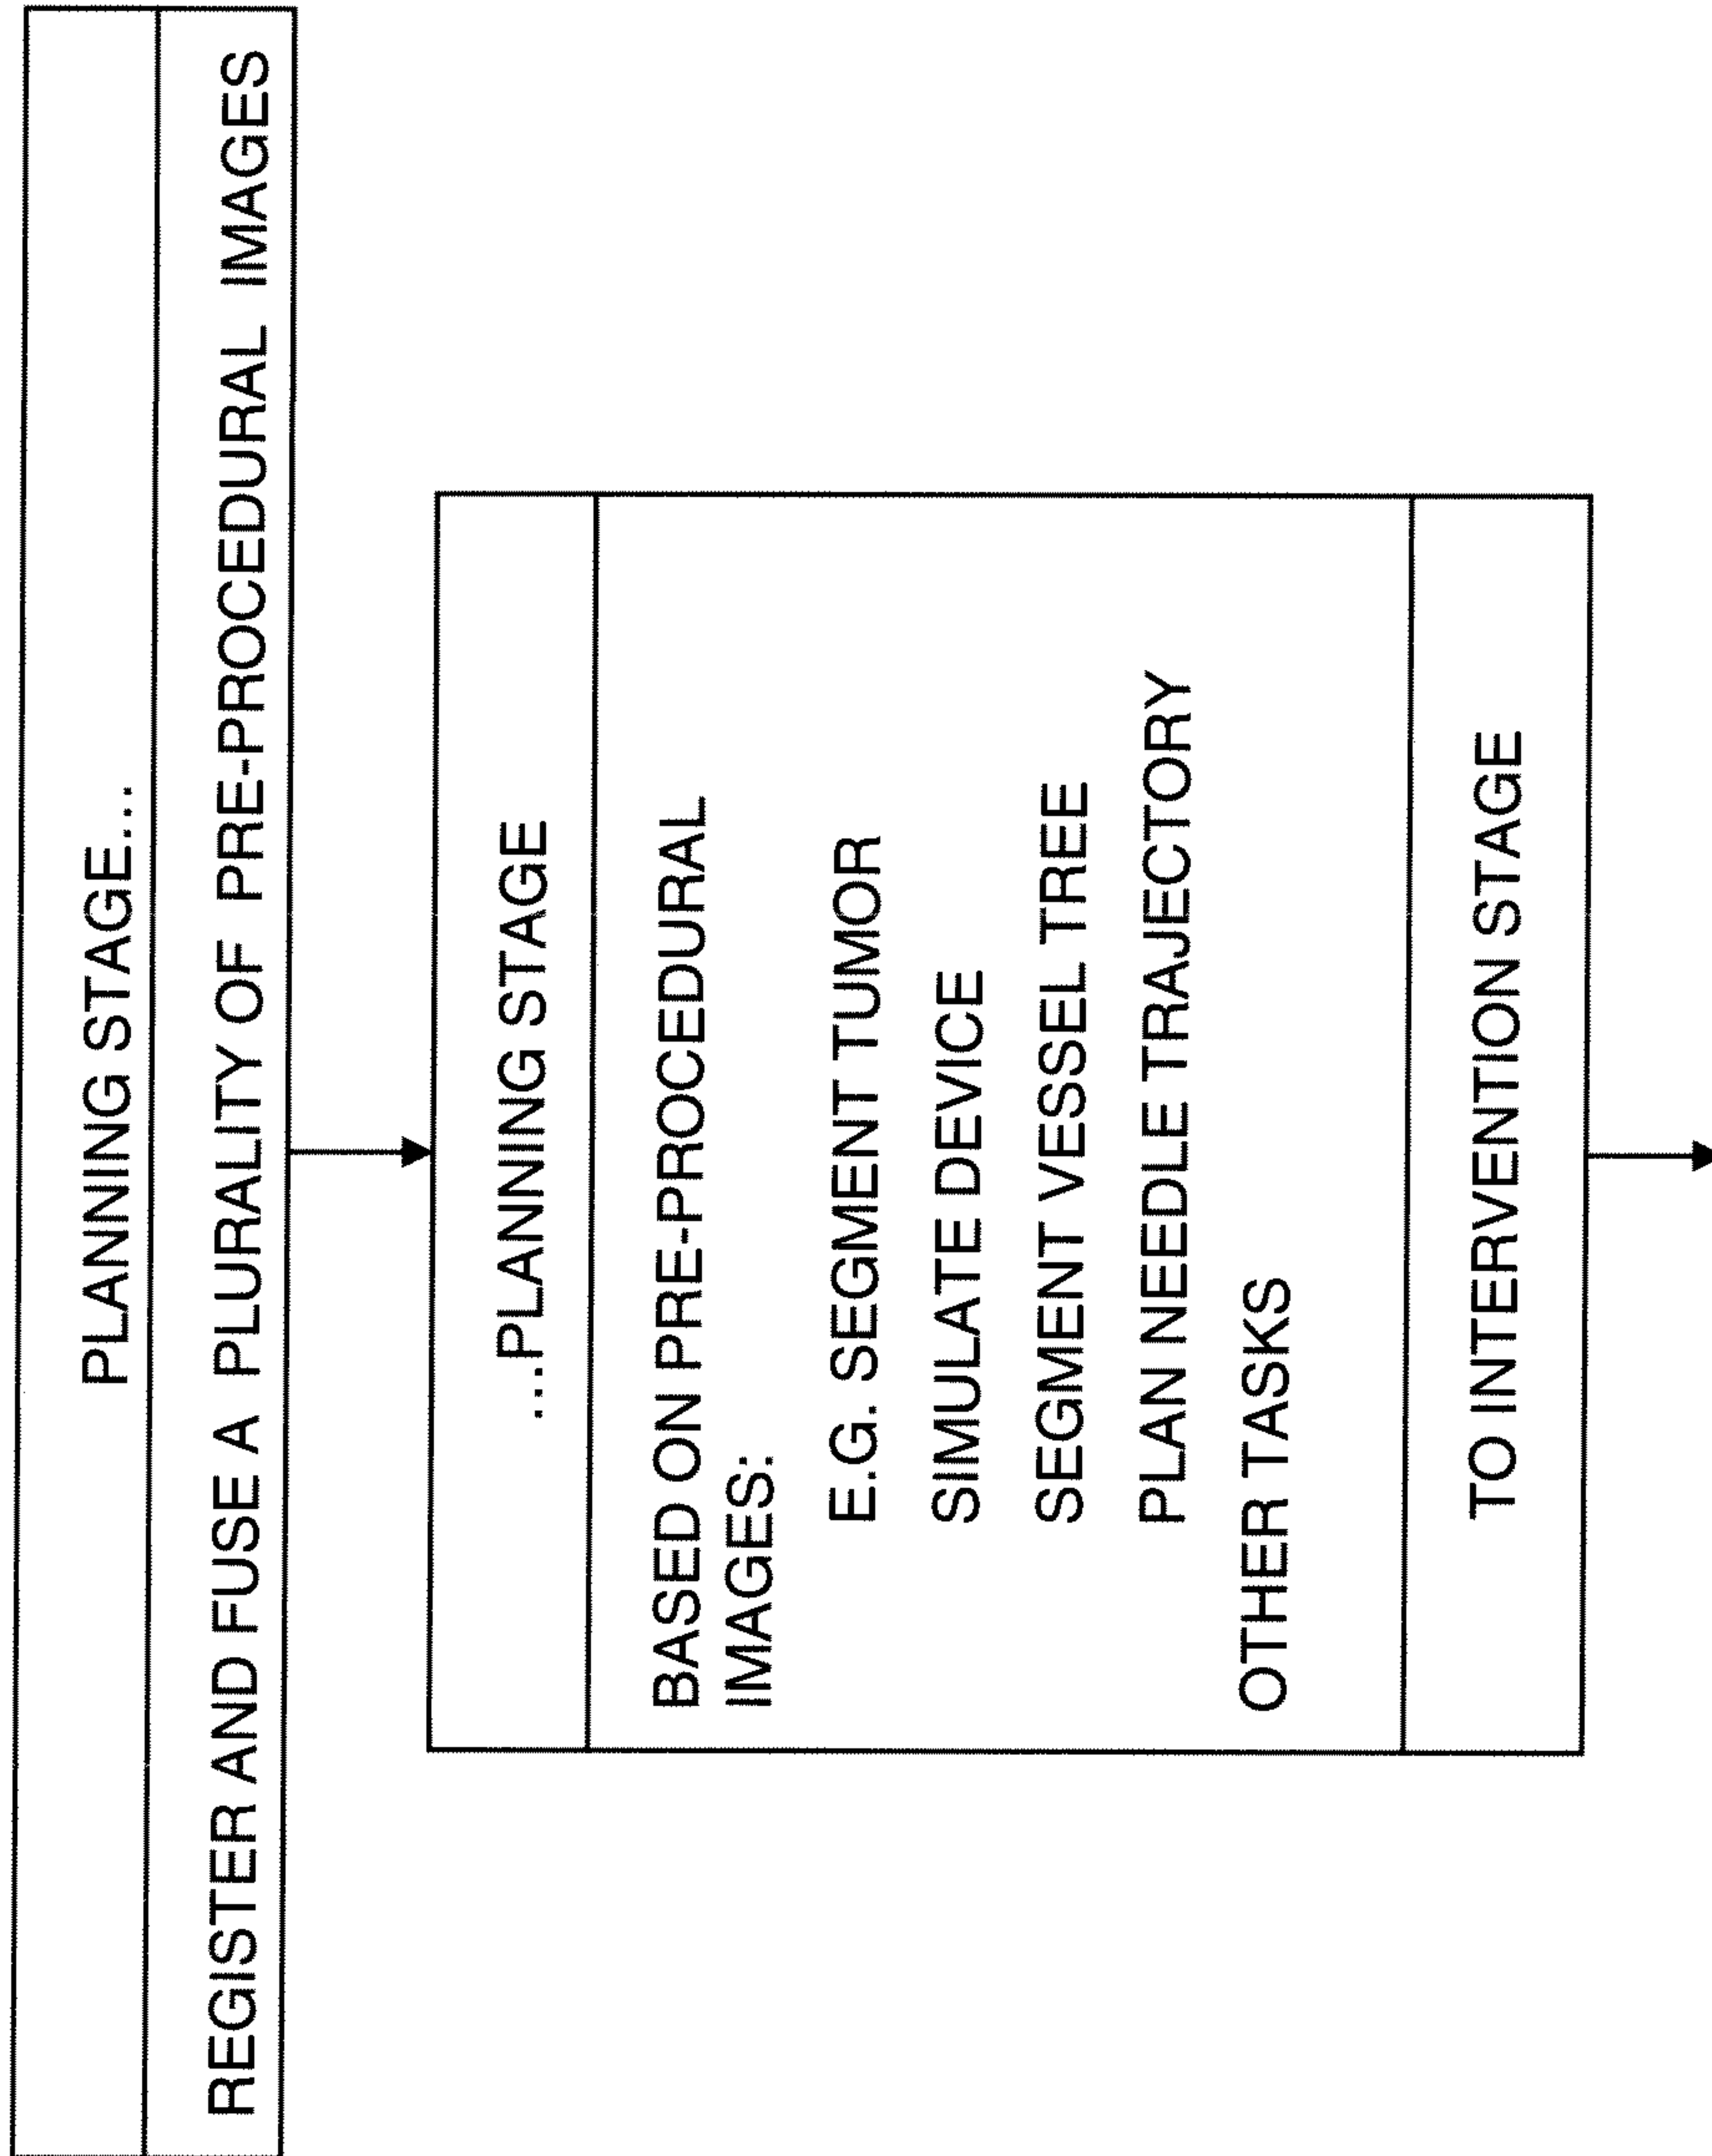 PLANNING STAGE...
REGISTER AND FUSE A PLURALITY OF PRE-PROCEDURAL IMAGES
...PLANNING STAGE
BASED ON PRE-PROCEDURAL
IMAGES:
E.G. SEGMENT TUMOR
SIMULATE DEVICE
SEGMENT VESSEL TREE
PLAN NEEDLE TRAJECTORY
OTHER TASKS
TO INTERVENTION STAGE